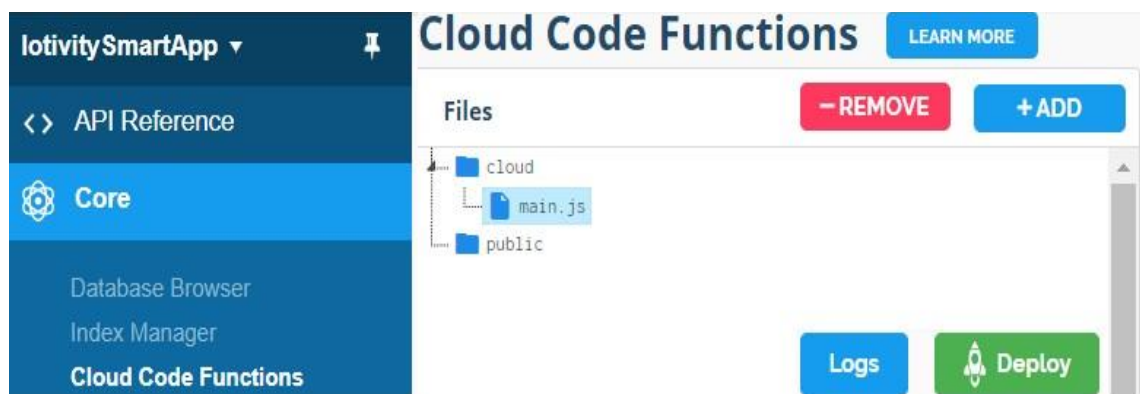 IotivitySmartApp
API Reference
Core
Database Browser
Index Manager
Cloud Code Functions
Cloud Code Functions
LEARN MORE
Files
REMOVE
+ ADD
cloud
main.js
public
Logs
Deploy